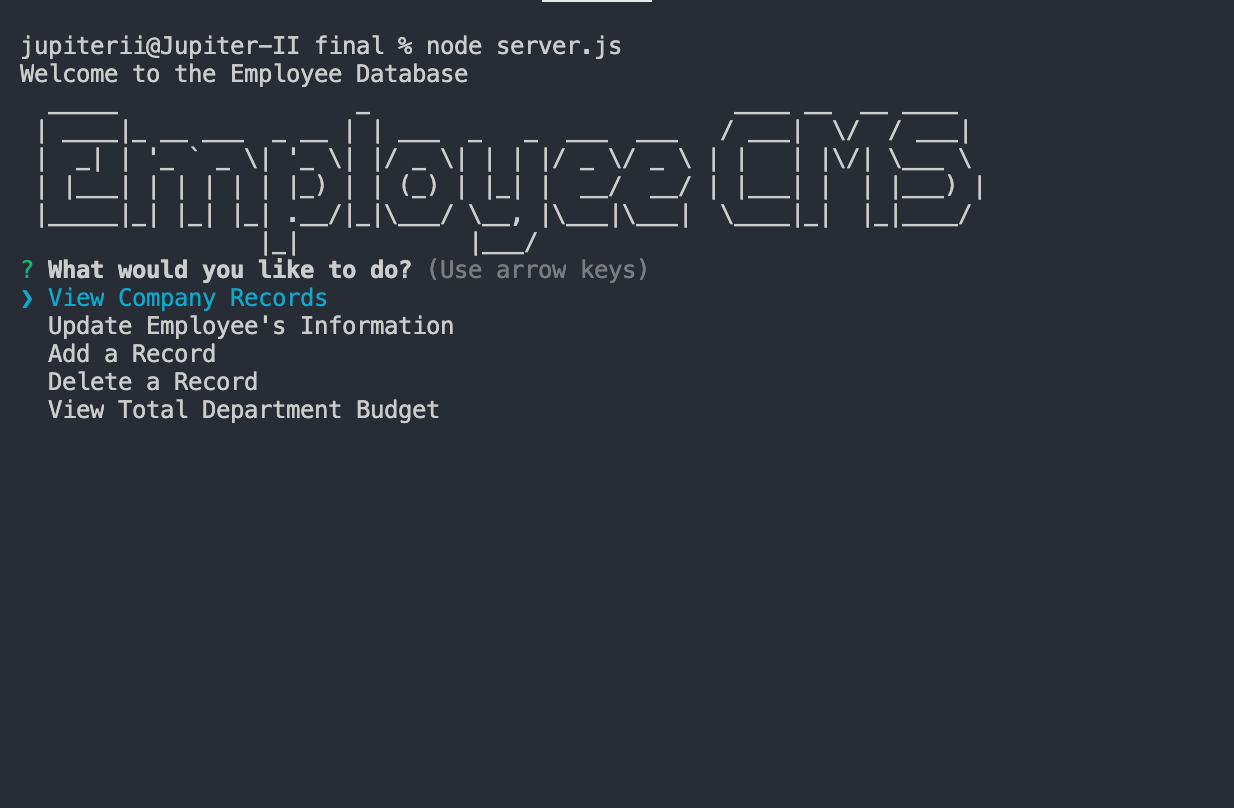 jupiterii@Jupiter-II final % node server.js
Welcome to the Employee Database
Employee CMS
? What would you like to do? (Use arrow keys)
❯ View Company Records
Update Employee's Information
Add a Record
Delete a Record
View Total Department Budget